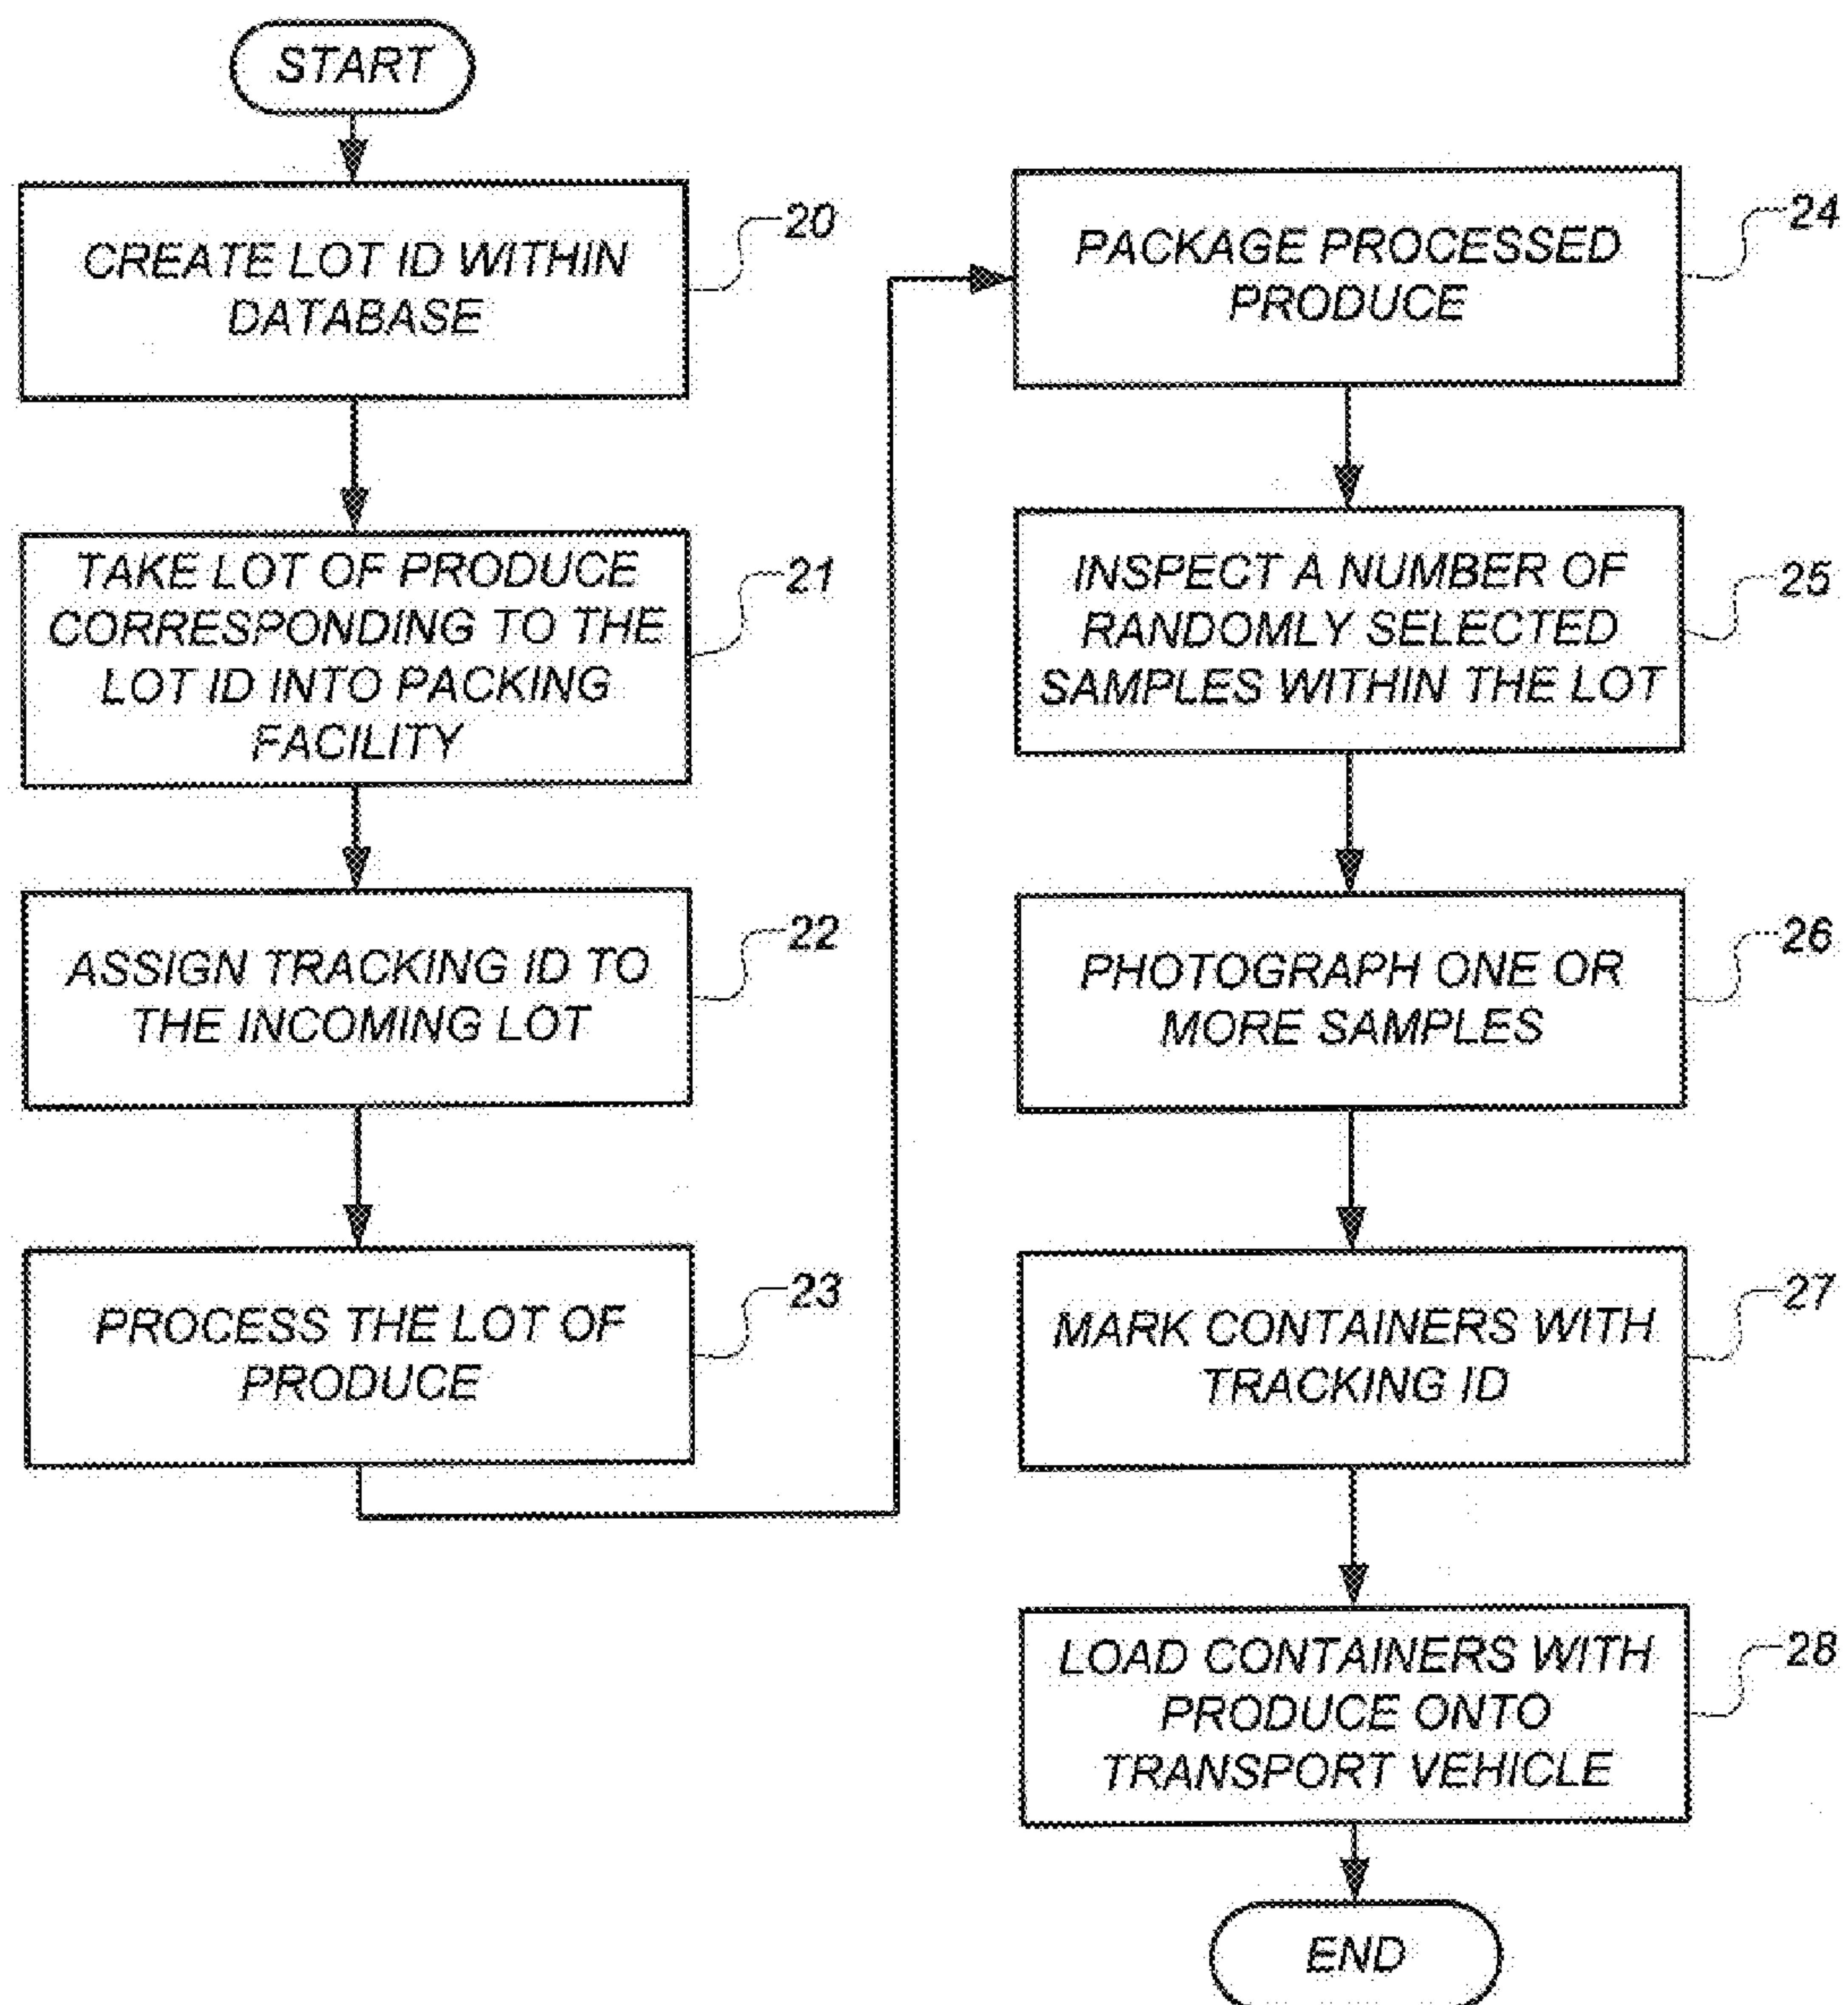 START
CREATE LOT ID WITHIN
DATABASE
20
TAKE LOT OF PRODUCE
CORRESPONDING TO THE
LOT ID INTO PACKING
FACILITY
21
ASSIGN TRACKING ID TO
THE INCOMING LOT
22
PROCESS THE LOT OF
PRODUCE
23
PACKAGE PROCESSED
PRODUCE
24
INSPECT A NUMBER OF
RANDOMLY SELECTED
SAMPLES WITHIN THE LOT
25
PHOTOGRAPH ONE OR
MORE SAMPLES
26
MARK CONTAINERS WITH
TRACKING ID
27
LOAD CONTAINERS WITH
PRODUCE ONTO
TRANSPORT VEHICLE
28
END